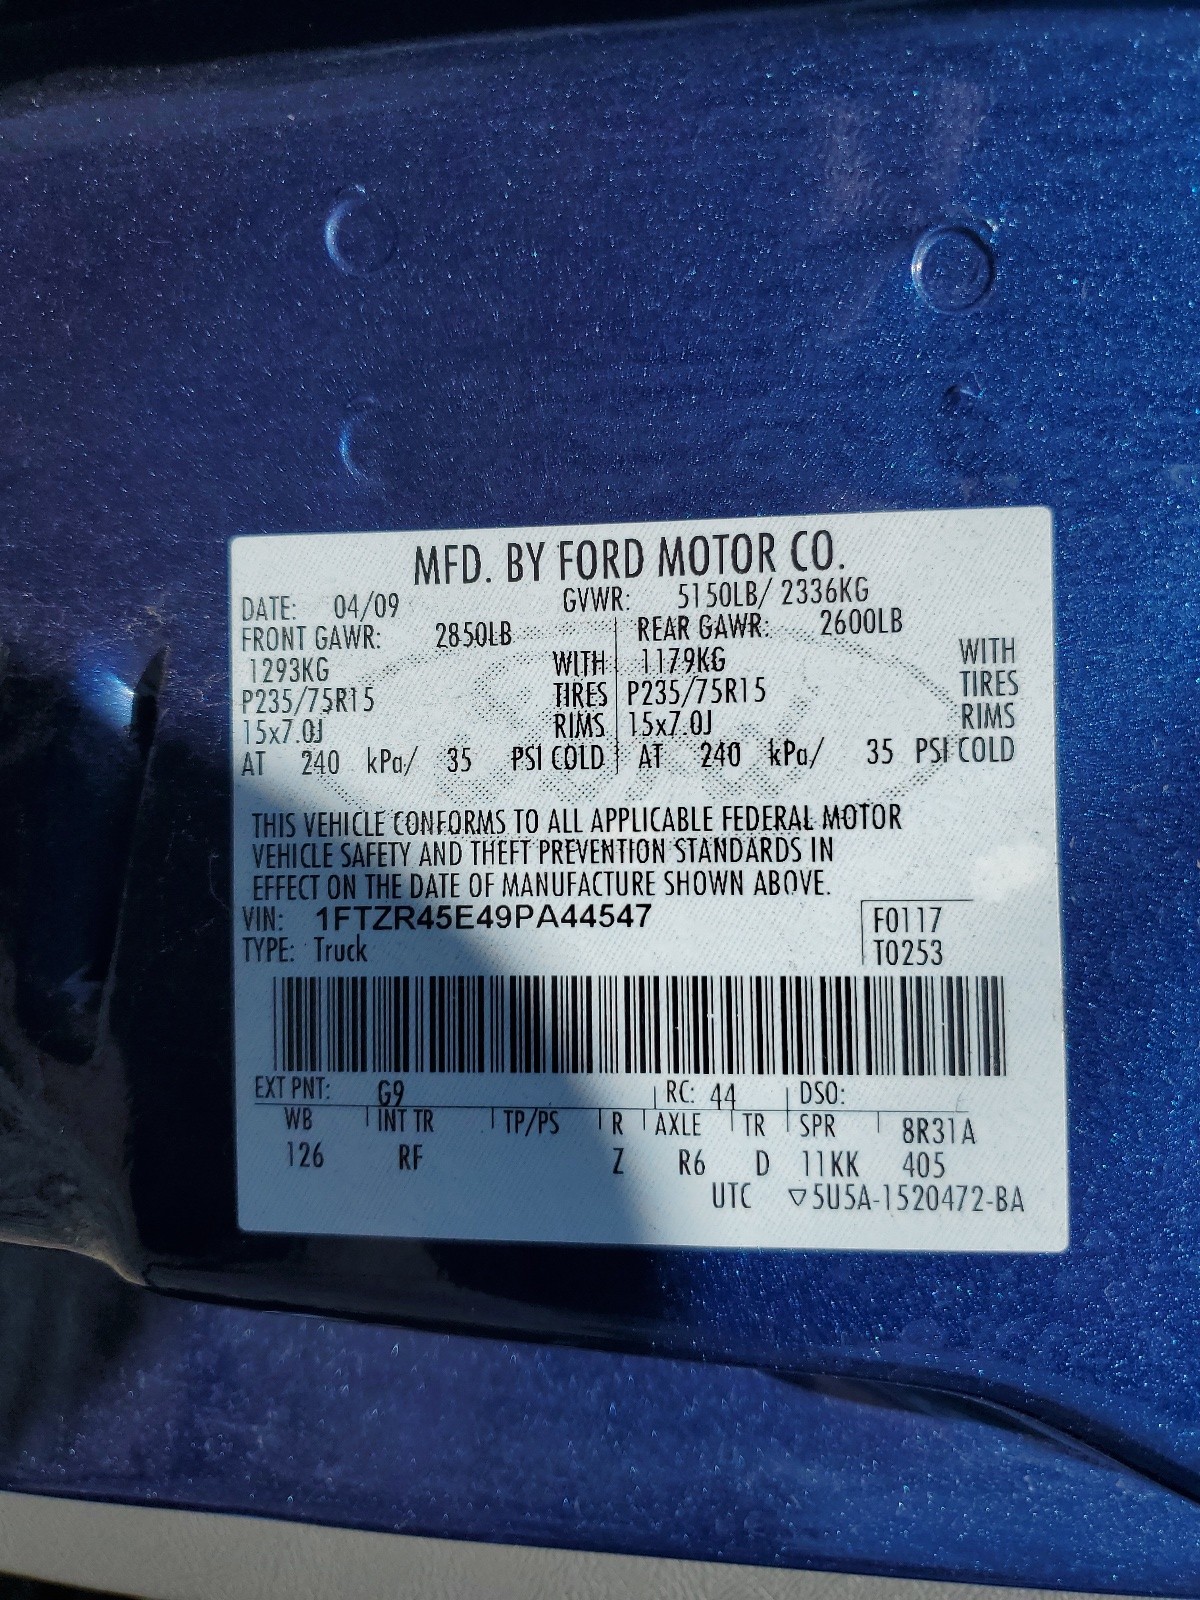 MFD. BY FORD MOTOR CO.
DATE: 04/09 GVWR: 5150LB/ 2336KG
FRONT GAWR: 2850LB REAR GAWR: 2600LB
1293KG WITH 1179KG WITH
P235/75R15 TIRES P235/75R15 TIRES
15x7.0J RIMS 15x7.0J RIMS
AT 240 kPa/ 35 PSI COLD AT 240 kPa/ 35 PSI COLD
THIS VEHICLE CONFORMS TO ALL APPLICABLE FEDERAL MOTOR
VEHICLE SAFETY AND THEFT PREVENTION STANDARDS IN
EFFECT ON THE DATE OF MANUFACTURE SHOWN ABOVE.
VIN: 1FTZR45E49PA44547 F0117
TYPE: Truck T0253
EXT PNT: G9 RC: 44 DSO:
WB INT TR TP/PS R AXLE TR SPR 8R31A
126 RF Z R6 D 11KK 405
UTC ▽5U5A-1520472-BA